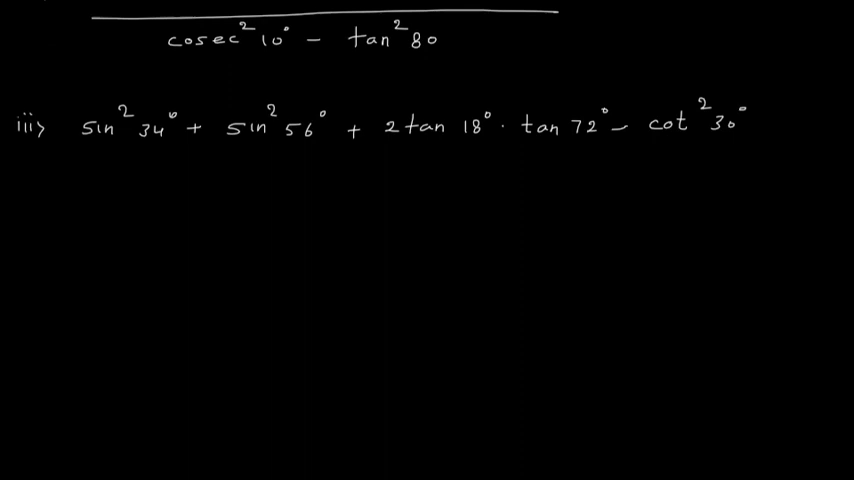 cosec² 10° - tan² 80
iii> sin² 34° + sin² 56° + 2 tan 18° · tan 72° - cot² 30°